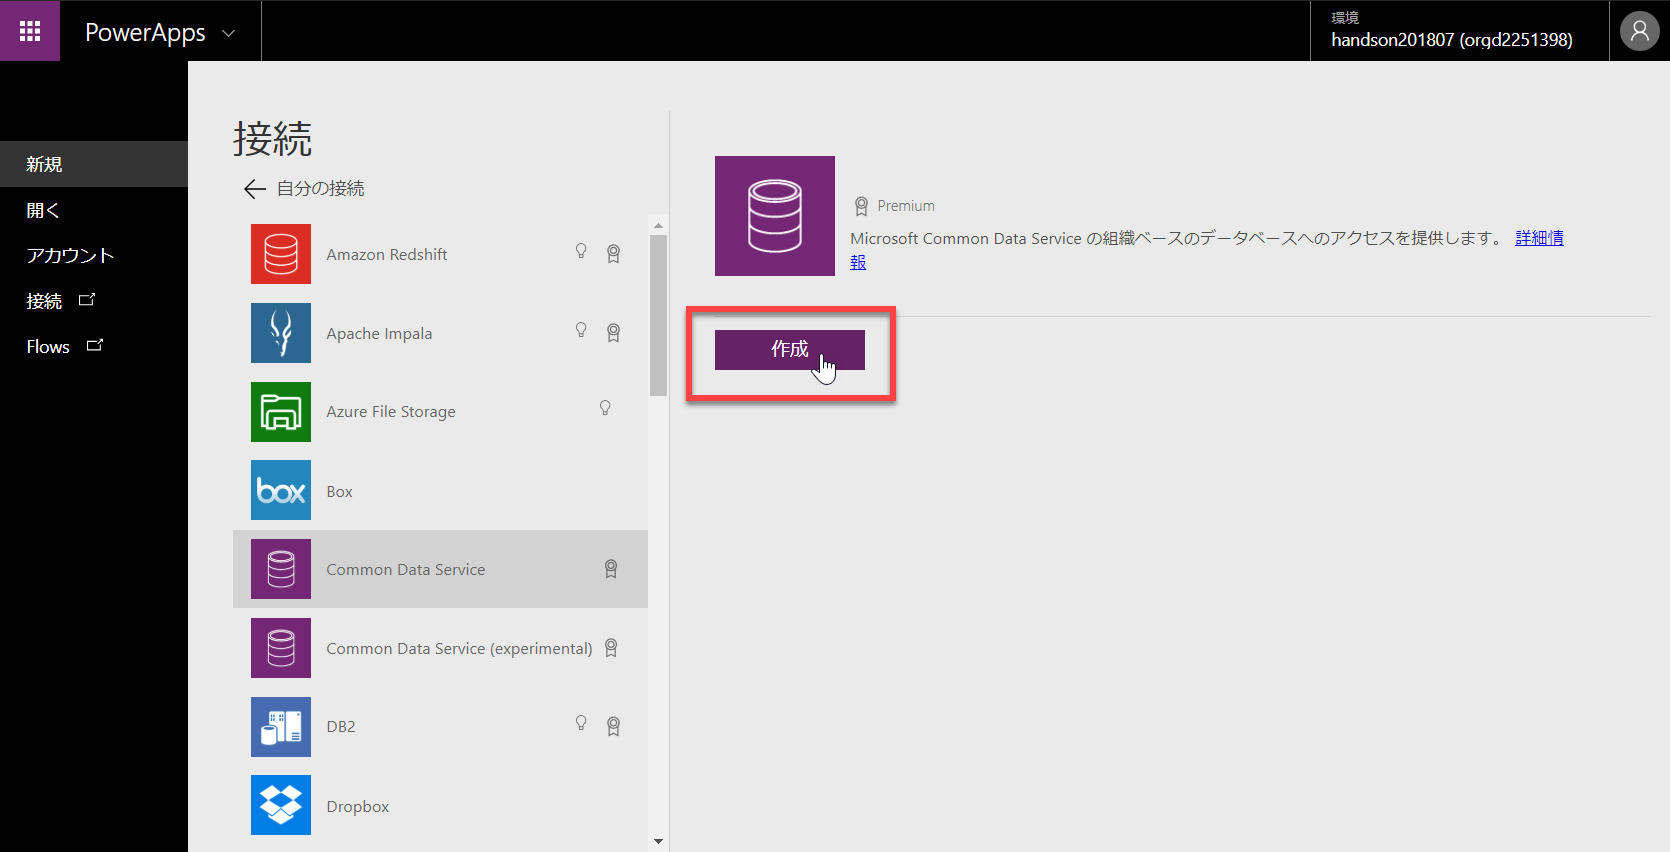 PowerApps
環境
handson201807 (orgd2251398)
新規
開く
アカウント
接続
Flows
接続
自分の接続
Amazon Redshift
Apache Impala
Azure File Storage
box
Box
Common Data Service
Common Data Service (experimental)
DB2
Dropbox
Premium
Microsoft Common Data Service の組織ベースのデータベースへのアクセスを提供します。 詳細情
報
作成